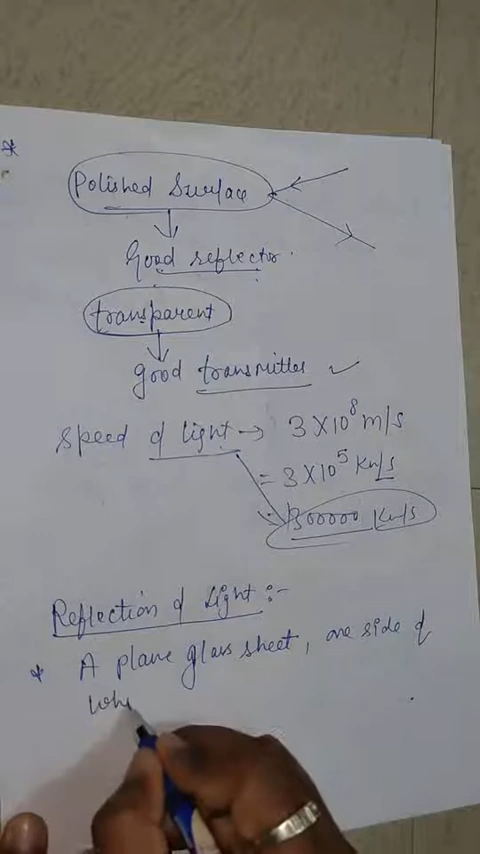 *
Polished Surface
Good reflector.
transparent
good transmitter ✓
Speed of light → 3×10⁸ m/s
= 3×10⁵ Km/s
= 300000 Km/s
Reflection of light :-
* A plane glass sheet, one side of
whi